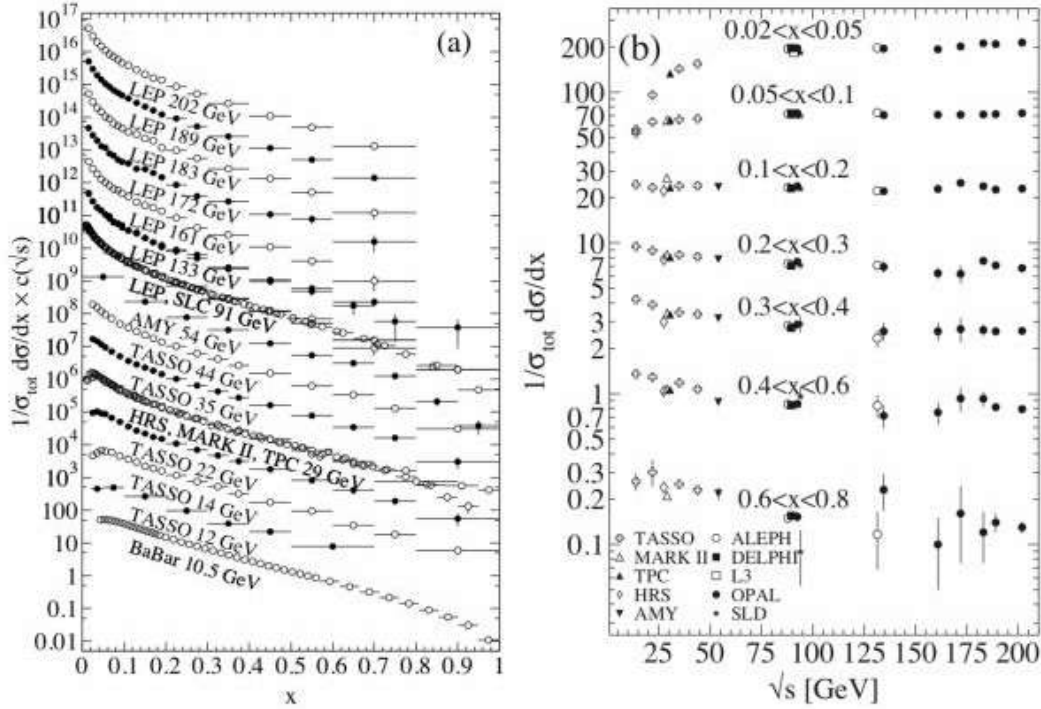 (a)
1/σtot dσ/dx × c(√s)
10^16
10^15
10^14
10^13
10^12
10^11
10^10
10^9
10^8
10^7
10^6
10^5
10^4
10^3
10^2
10
1
0.1
0.01
LEP 202 GeV
LEP 189 GeV
LEP 183 GeV
LEP 172 GeV
LEP 161 GeV
LEP 133 GeV
LEP, SLC 91 GeV
AMY 54 GeV
TASSO 44 GeV
TASSO 35 GeV
HRS, MARK II, TPC 29 GeV
TASSO 22 GeV
TASSO 14 GeV
TASSO 12 GeV
BaBar 10.5 GeV
0 0.1 0.2 0.3 0.4 0.5 0.6 0.7 0.8 0.9 1
x
(b)
1/σtot dσ/dx
200
100
70
50
20
10
7
5
3
2
1
0.7
0.5
0.3
0.2
0.1
0.02<x<0.05
0.05<x<0.1
0.1<x<0.2
0.2<x<0.3
0.3<x<0.4
0.4<x<0.6
0.6<x<0.8
TASSO ALEPH
MARK II DELPHI
TPC L3
HRS OPAL
AMY SLD
25 50 75 100 125 150 175 200
√s [GeV]